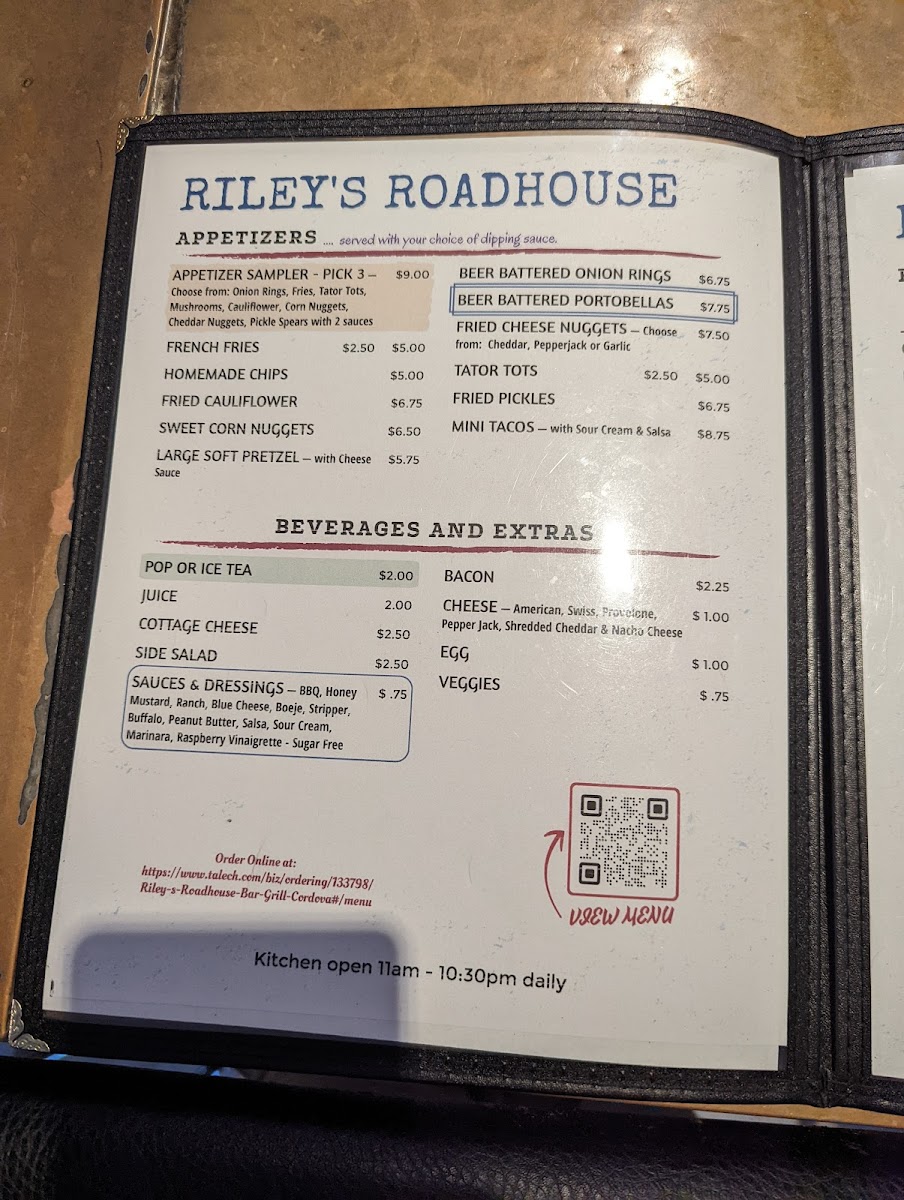 RILEY'S ROADHOUSE
APPETIZERS .... served with your choice of dipping sauce.
APPETIZER SAMPLER - PICK 3 – $9.00
Choose from: Onion Rings, Fries, Tator Tots,
Mushrooms, Cauliflower, Corn Nuggets,
Cheddar Nuggets, Pickle Spears with 2 sauces
FRENCH FRIES $2.50 $5.00
HOMEMADE CHIPS $5.00
FRIED CAULIFLOWER $6.75
SWEET CORN NUGGETS $6.50
LARGE SOFT PRETZEL – with Cheese $5.75
Sauce
BEER BATTERED ONION RINGS $6.75
BEER BATTERED PORTOBELLAS $7.75
FRIED CHEESE NUGGETS – Choose $7.50
from: Cheddar, Pepperjack or Garlic
TATOR TOTS $2.50 $5.00
FRIED PICKLES $6.75
MINI TACOS – with Sour Cream & Salsa $8.75
BEVERAGES AND EXTRAS
POP OR ICE TEA $2.00
JUICE 2.00
COTTAGE CHEESE $2.50
SIDE SALAD $2.50
SAUCES & DRESSINGS – BBQ, Honey $ .75
Mustard, Ranch, Blue Cheese, Boeje, Stripper,
Buffalo, Peanut Butter, Salsa, Sour Cream,
Marinara, Raspberry Vinaigrette - Sugar Free
BACON $2.25
CHEESE – American, Swiss, Provelone, $ 1.00
Pepper Jack, Shredded Cheddar & Nacho Cheese
EGG $ 1.00
VEGGIES $ .75
Order Online at:
https://www.talech.com/biz/ordering/133798/
Riley-s-Roadhouse-Bar-Grill-Cordova#/menu
VIEW MENU
Kitchen open 11am - 10:30pm daily